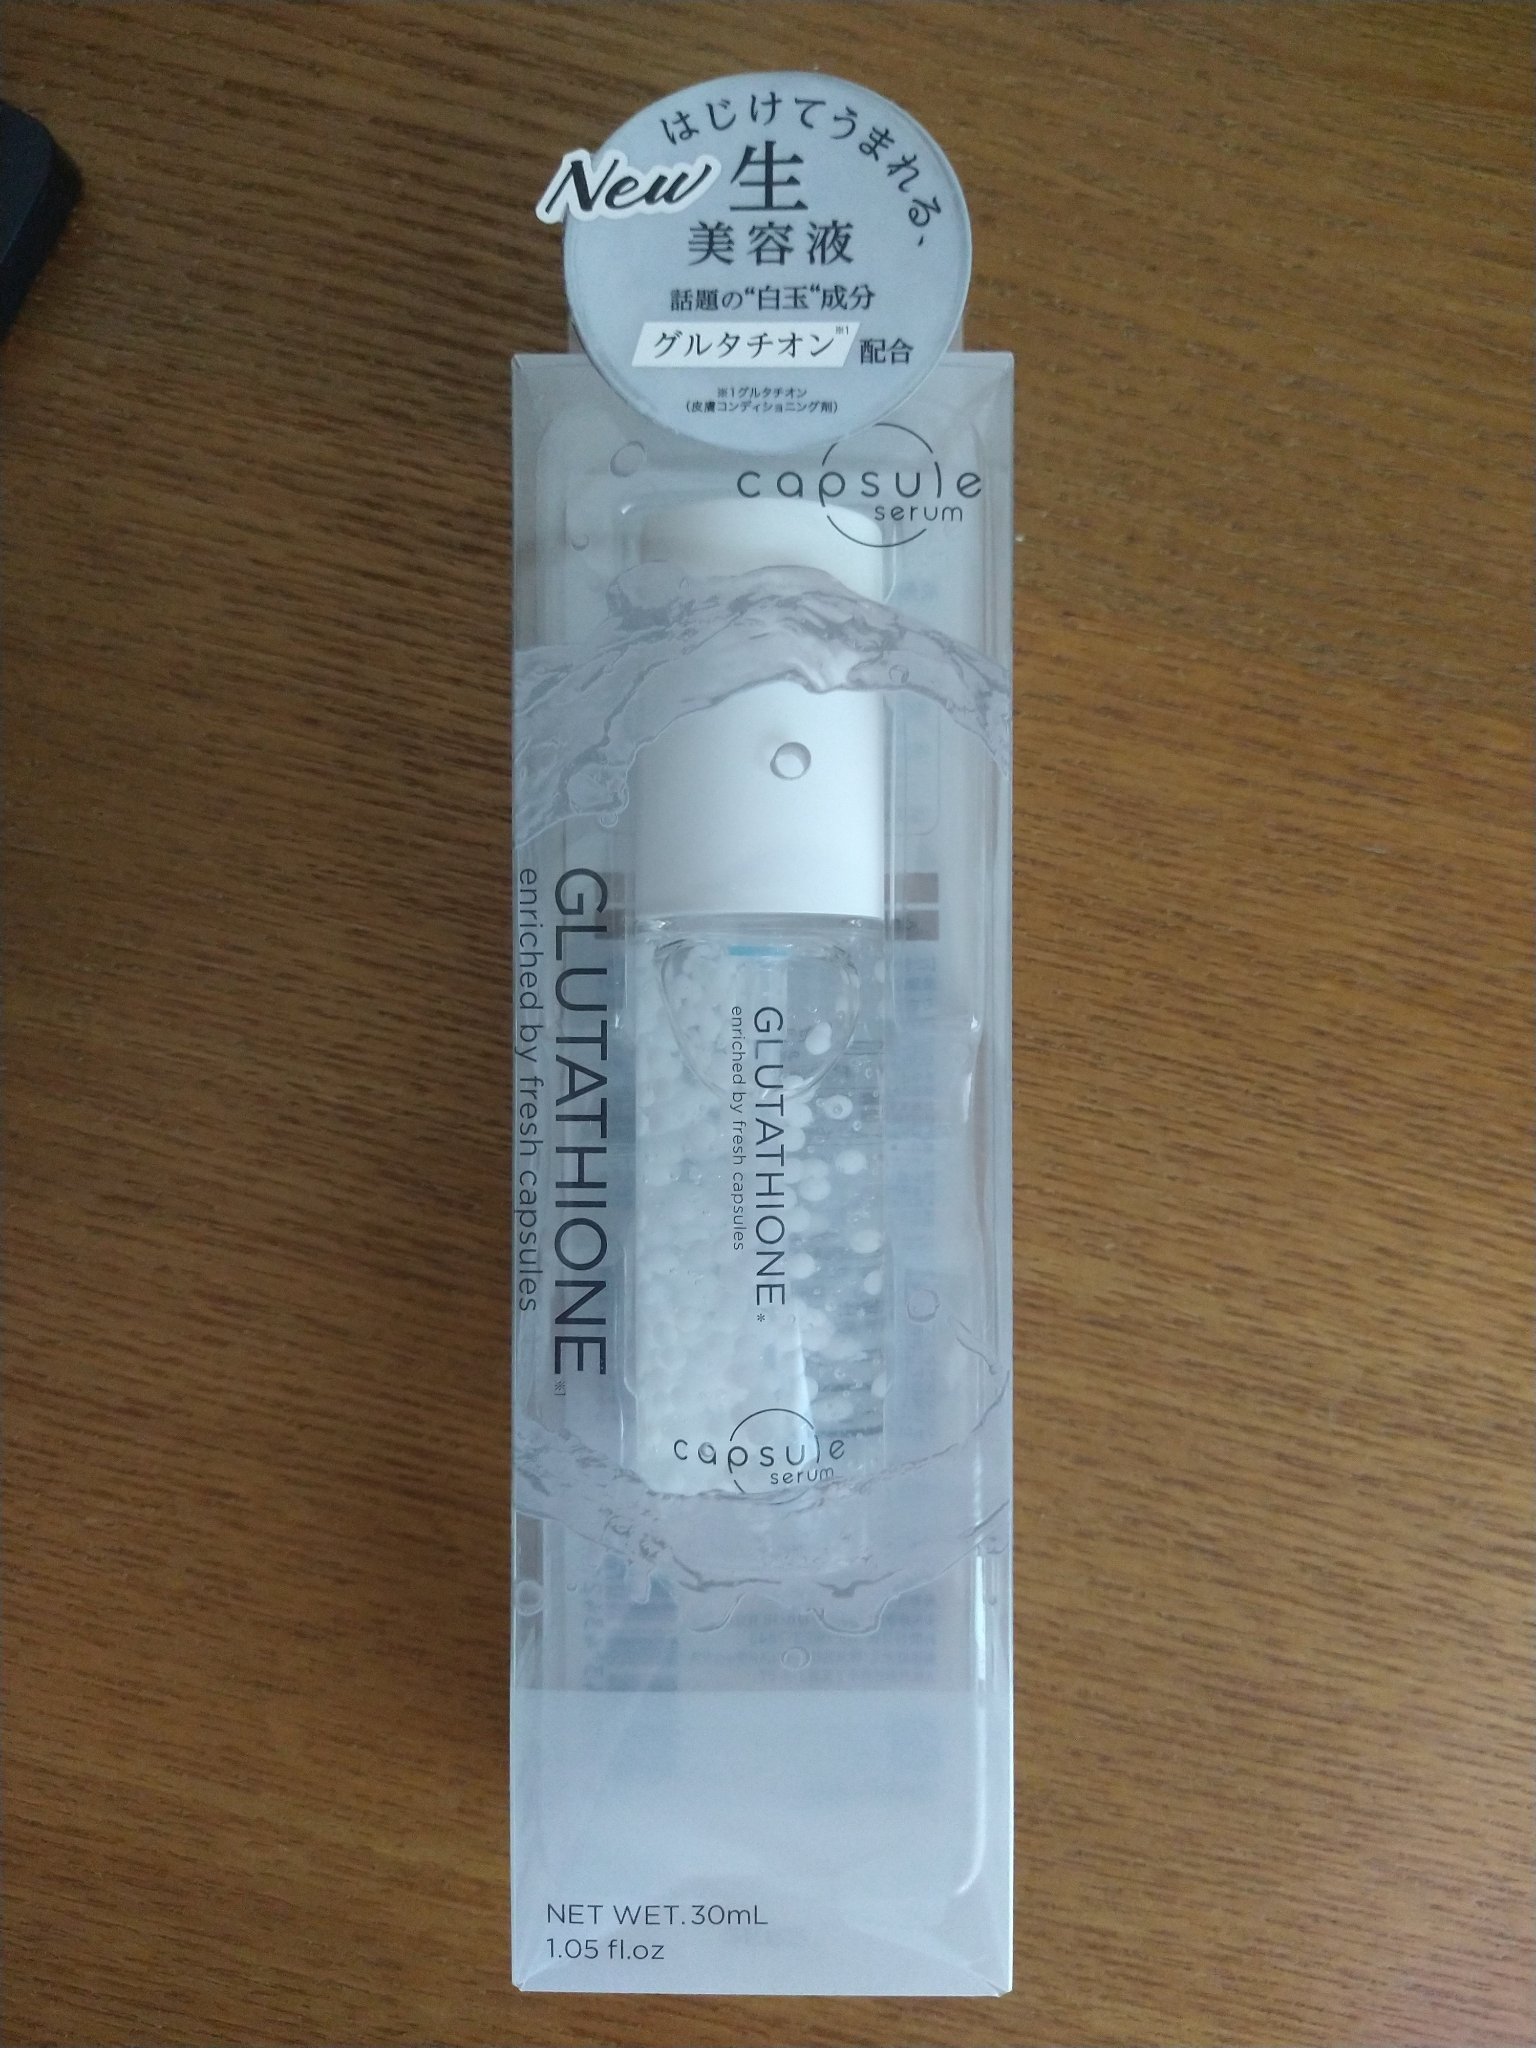 はじけてうまれる、
New
生
美容液
話題の“白玉“成分
グルタチオン※1 配合
※1グルタチオン
（皮膚コンディショニング剤）
capsule
serum
GLUTATHIONE※1
enriched by fresh capsules
GLUTATHIONE*
enriched by fresh capsules
capsule
serum
NET WET. 30mL
1.05 fl.oz